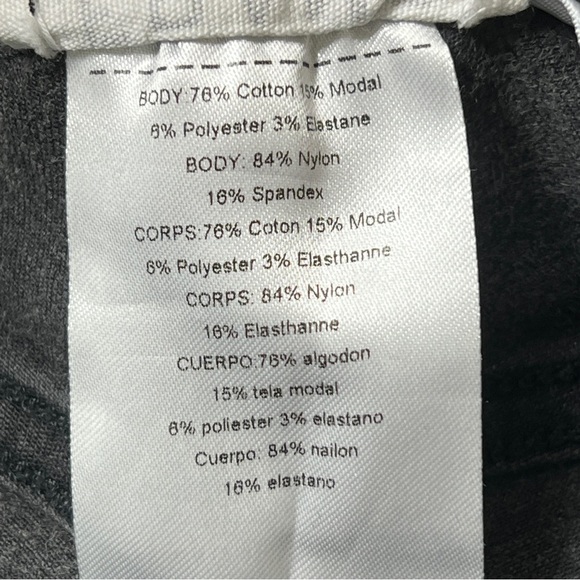 BODY:76% Cotton 15% Modal
6% Polyester 3% Elastane
BODY: 84% Nylon
16% Spandex
CORPS:76% Coton 15% Modal
6% Polyester 3% Elasthanne
CORPS: 84% Nylon
16% Elasthanne
CUERPO:76% algodon
15% tela modal
6% poliester 3% elastano
Cuerpo: 84% nailon
16% elastano